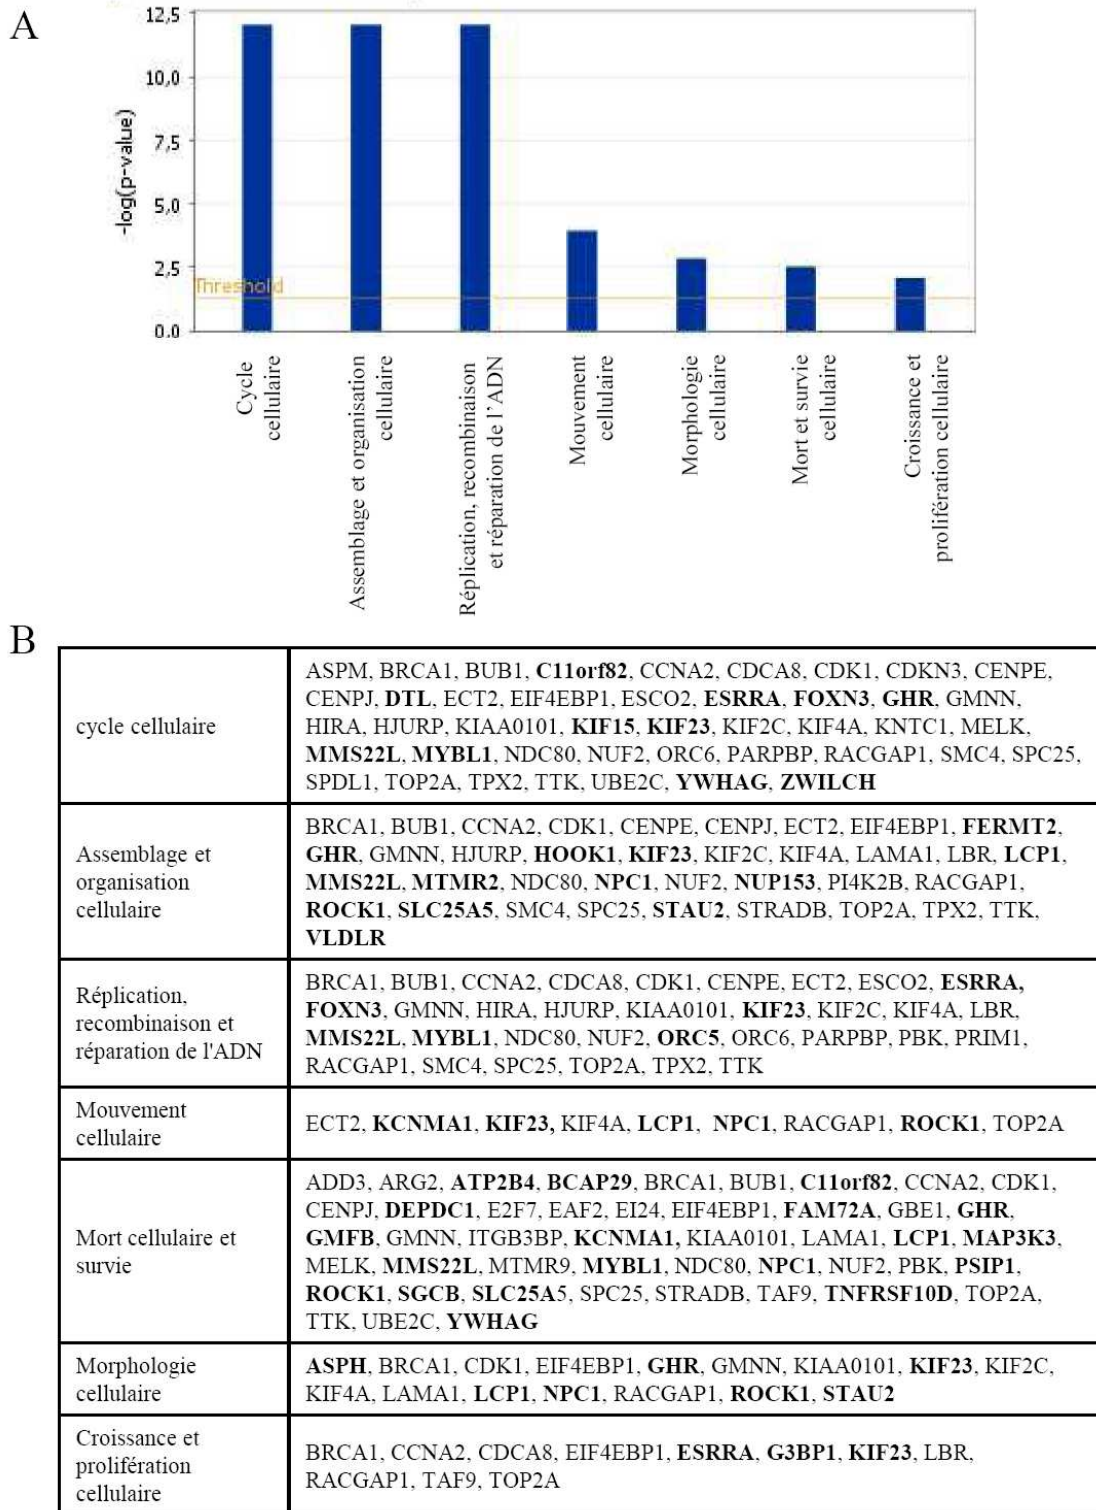 A
12,5
10,0
7,5
5,0
2,5
0,0
-log(p-value)
Threshold
Cycle
cellulaire
Assemblage et organisation
cellulaire
Réplication, recombinaison
et réparation de l'ADN
Mouvement
cellulaire
Morphologie
cellulaire
Mort et survie
cellulaire
Croissance et
prolifération cellulaire
B
cycle cellulaire
ASPM, BRCA1, BUB1, C11orf82, CCNA2, CDCA8, CDK1, CDKN3, CENPE,
CENPJ, DTL, ECT2, EIF4EBP1, ESCO2, ESRRA, FOXN3, GHR, GMNN,
HIRA, HJURP, KIAA0101, KIF15, KIF23, KIF2C, KIF4A, KNTC1, MELK,
MMS22L, MYBL1, NDC80, NUF2, ORC6, PARPBP, RACGAP1, SMC4, SPC25,
SPDL1, TOP2A, TPX2, TTK, UBE2C, YWHAG, ZWILCH
Assemblage et
organisation
cellulaire
BRCA1, BUB1, CCNA2, CDK1, CENPE, CENPJ, ECT2, EIF4EBP1, FERMT2,
GHR, GMNN, HJURP, HOOK1, KIF23, KIF2C, KIF4A, LAMA1, LBR, LCP1,
MMS22L, MTMR2, NDC80, NPC1, NUF2, NUP153, PI4K2B, RACGAP1,
ROCK1, SLC25A5, SMC4, SPC25, STAU2, STRADB, TOP2A, TPX2, TTK,
VLDLR
Réplication,
recombinaison et
réparation de l'ADN
BRCA1, BUB1, CCNA2, CDCA8, CDK1, CENPE, ECT2, ESCO2, ESRRA,
FOXN3, GMNN, HIRA, HJURP, KIAA0101, KIF23, KIF2C, KIF4A, LBR,
MMS22L, MYBL1, NDC80, NUF2, ORC5, ORC6, PARPBP, PBK, PRIM1,
RACGAP1, SMC4, SPC25, TOP2A, TPX2, TTK
Mouvement
cellulaire
ECT2, KCNMA1, KIF23, KIF4A, LCP1, NPC1, RACGAP1, ROCK1, TOP2A
Mort cellulaire et
survie
ADD3, ARG2, ATP2B4, BCAP29, BRCA1, BUB1, C11orf82, CCNA2, CDK1,
CENPJ, DEPDC1, E2F7, EAF2, EI24, EIF4EBP1, FAM72A, GBE1, GHR,
GMFB, GMNN, ITGB3BP, KCNMA1, KIAA0101, LAMA1, LCP1, MAP3K3,
MELK, MMS22L, MTMR9, MYBL1, NDC80, NPC1, NUF2, PBK, PSIP1,
ROCK1, SGCB, SLC25A5, SPC25, STRADB, TAF9, TNFRSF10D, TOP2A,
TTK, UBE2C, YWHAG
Morphologie
cellulaire
ASPH, BRCA1, CDK1, EIF4EBP1, GHR, GMNN, KIAA0101, KIF23, KIF2C,
KIF4A, LAMA1, LCP1, NPC1, RACGAP1, ROCK1, STAU2
Croissance et
prolifération
cellulaire
BRCA1, CCNA2, CDCA8, EIF4EBP1, ESRRA, G3BP1, KIF23, LBR,
RACGAP1, TAF9, TOP2A